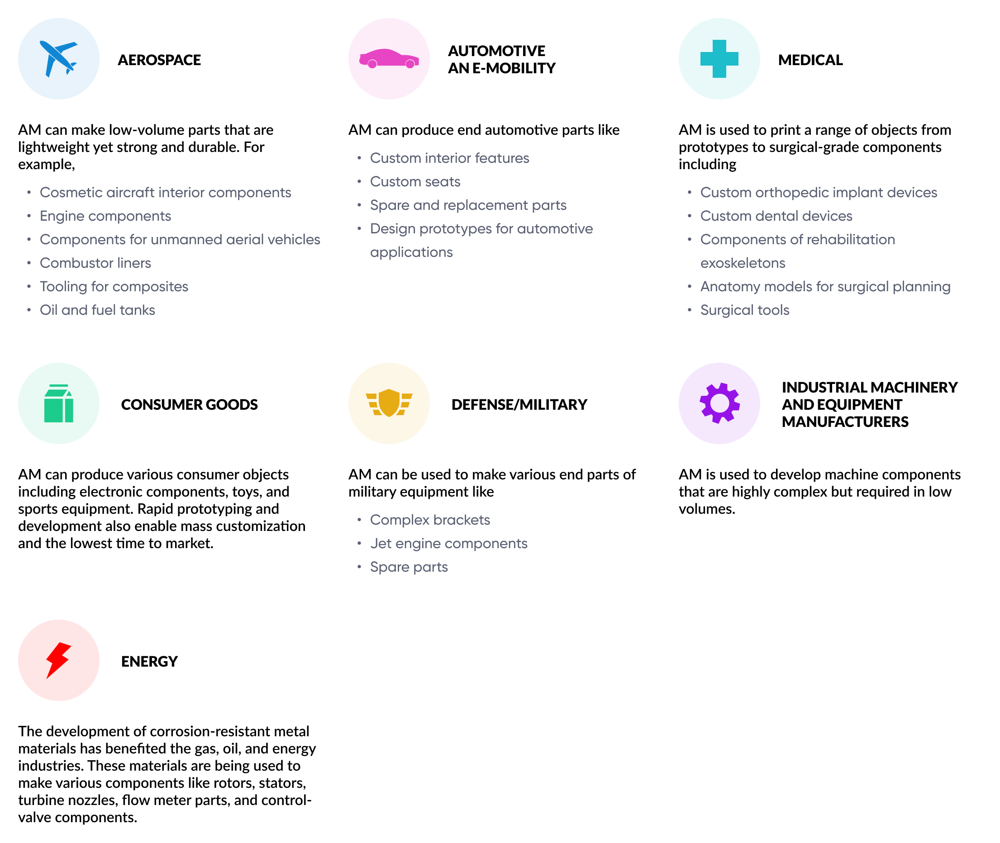 AEROSPACE
AM can make low-volume parts that are
lightweight yet strong and durable. For
example,
• Cosmetic aircraft interior components
• Engine components
• Components for unmanned aerial vehicles
• Combustor liners
• Tooling for composites
• Oil and fuel tanks
AUTOMOTIVE
AN E-MOBILITY
AM can produce end automotive parts like
• Custom interior features
• Custom seats
• Spare and replacement parts
• Design prototypes for automotive
applications
MEDICAL
AM is used to print a range of objects from
prototypes to surgical-grade components
including
• Custom orthopedic implant devices
• Custom dental devices
• Components of rehabilitation
exoskeletons
• Anatomy models for surgical planning
• Surgical tools
CONSUMER GOODS
AM can produce various consumer objects
including electronic components, toys, and
sports equipment. Rapid prototyping and
development also enable mass customization
and the lowest time to market.
DEFENSE/MILITARY
AM can be used to make various end parts of
military equipment like
• Complex brackets
• Jet engine components
• Spare parts
INDUSTRIAL MACHINERY
AND EQUIPMENT
MANUFACTURERS
AM is used to develop machine components
that are highly complex but required in low
volumes.
ENERGY
The development of corrosion-resistant metal
materials has benefited the gas, oil, and energy
industries. These materials are being used to
make various components like rotors, stators,
turbine nozzles, flow meter parts, and control-
valve components.